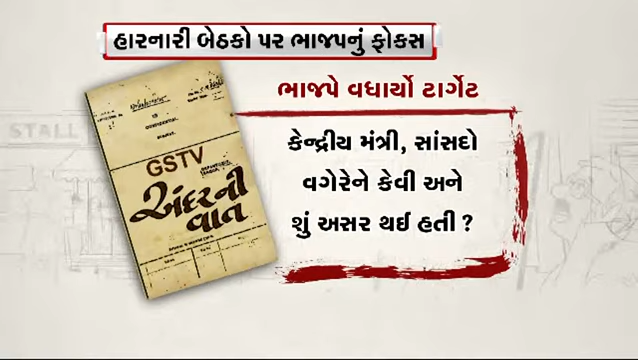 હારનારી બેઠકો પર ભાજપનું ફોકસ
ભાજપે વધાર્યો ટાર્ગેટ
કેન્દ્રીય મંત્રી, સાંસદો
વગેરેને કેવી અને
શું અસર થઈ હતી ?
GSTV
અંદરની
વાત
STALL